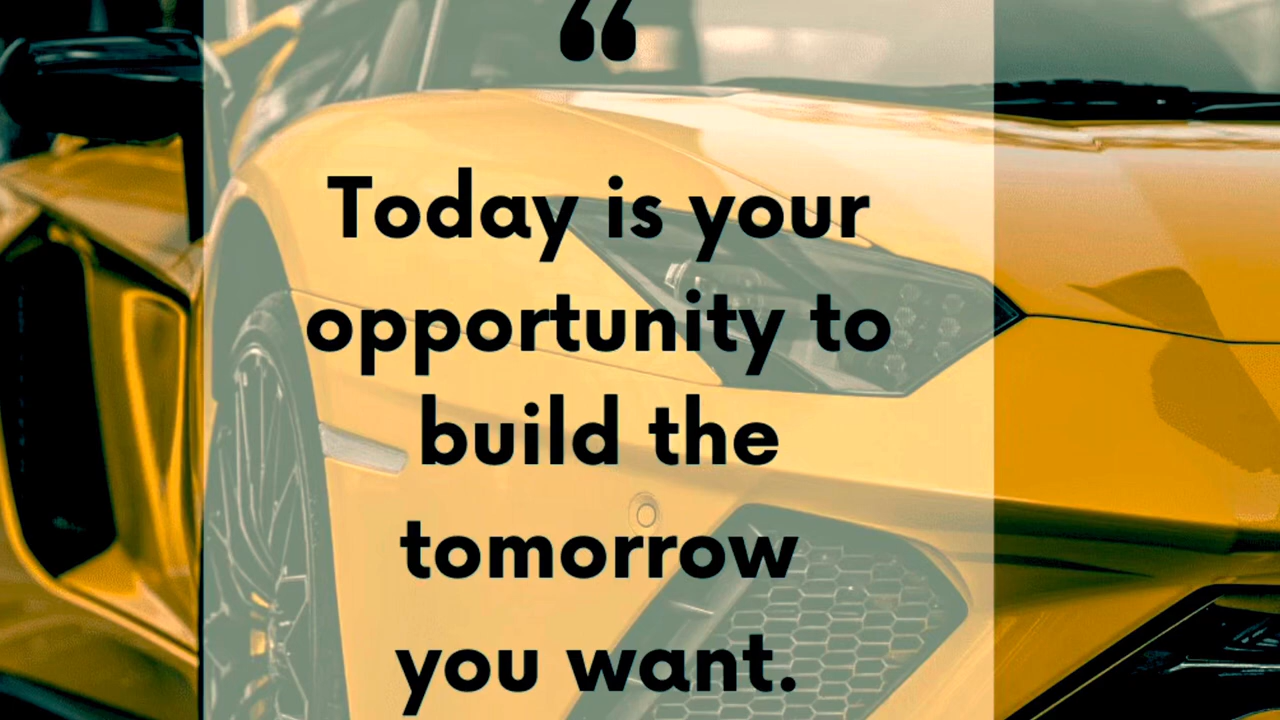 “
Today is your
opportunity to
build the
tomorrow
you want.